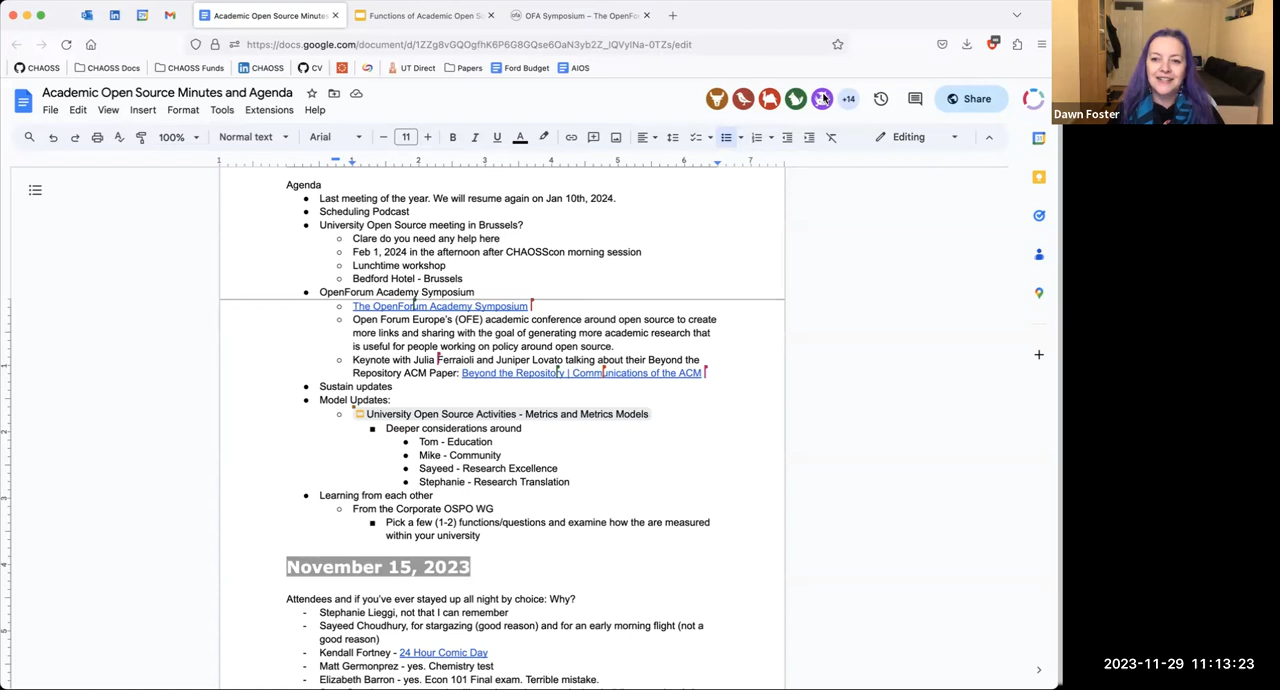 Academic Open Source Minutes
Functions of Academic Open S
OFA Symposium – The OpenFo
https://docs.google.com/document/d/1ZZg8vGQOgfhK6P6G8GQse6OaN3yb2Z_lQVylNa-0TZs/edit
CHAOSS
CHAOSS Docs
CHAOSS Funds
CHAOSS
CV
UT Direct
Papers
Ford Budget
AIOS
Dawn Foster
Academic Open Source Minutes and Agenda
File Edit View Insert Format Tools Extensions Help
+14
Share
100% Normal text Arial 11 B I U A Editing
1 1 2 3 4 5 6 7
Agenda
● Last meeting of the year. We will resume again on Jan 10th, 2024.
● Scheduling Podcast
● University Open Source meeting in Brussels?
○ Clare do you need any help here
○ Feb 1, 2024 in the afternoon after CHAOSScon morning session
○ Lunchtime workshop
○ Bedford Hotel - Brussels
● OpenForum Academy Symposium
○ The OpenForum Academy Symposium
○ Open Forum Europe's (OFE) academic conference around open source to create
more links and sharing with the goal of generating more academic research that
is useful for people working on policy around open source.
○ Keynote with Julia Ferraioli and Juniper Lovato talking about their Beyond the
Repository ACM Paper: Beyond the Repository | Communications of the ACM
● Sustain updates
● Model Updates:
○ University Open Source Activities - Metrics and Metrics Models
■ Deeper considerations around
● Tom - Education
● Mike - Community
● Sayeed - Research Excellence
● Stephanie - Research Translation
● Learning from each other
○ From the Corporate OSPO WG
■ Pick a few (1-2) functions/questions and examine how the are measured
within your university
November 15, 2023
Attendees and if you've ever stayed up all night by choice: Why?
- Stephanie Lieggi, not that I can remember
- Sayeed Choudhury, for stargazing (good reason) and for an early morning flight (not a
good reason)
- Kendall Fortney - 24 Hour Comic Day
- Matt Germonprez - yes. Chemistry test
- Elizabeth Barron - yes. Econ 101 Final exam. Terrible mistake.
2023-11-29 11:13:23